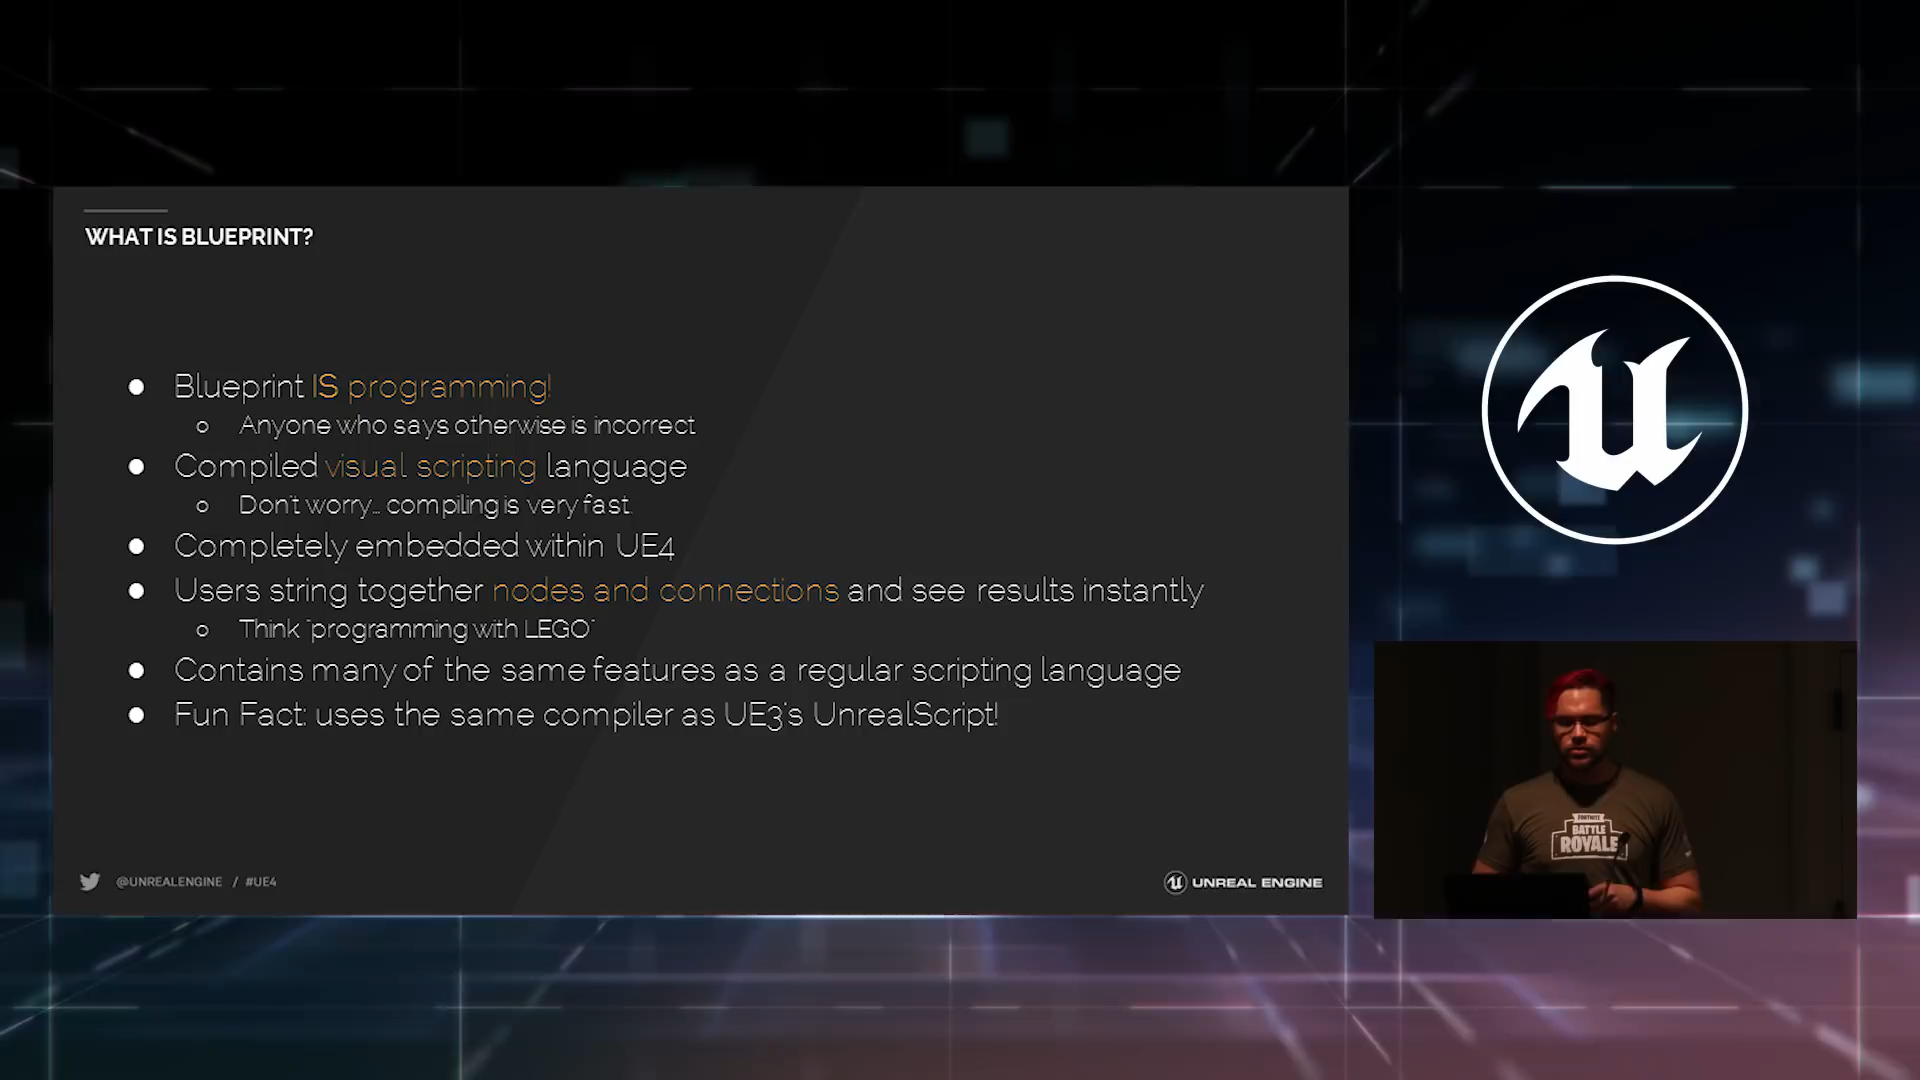 WHAT IS BLUEPRINT?
● Blueprint IS programming!
○ Anyone who says otherwise is incorrect
● Compiled visual scripting language
○ Don't worry... compiling is very fast.
● Completely embedded within UE4
● Users string together nodes and connections and see results instantly
○ Think "programming with LEGO"
● Contains many of the same features as a regular scripting language
● Fun Fact: uses the same compiler as UE3's UnrealScript!
@UNREALENGINE / #UE4
UNREAL ENGINE
FORTNITE
BATTLE
ROYALE